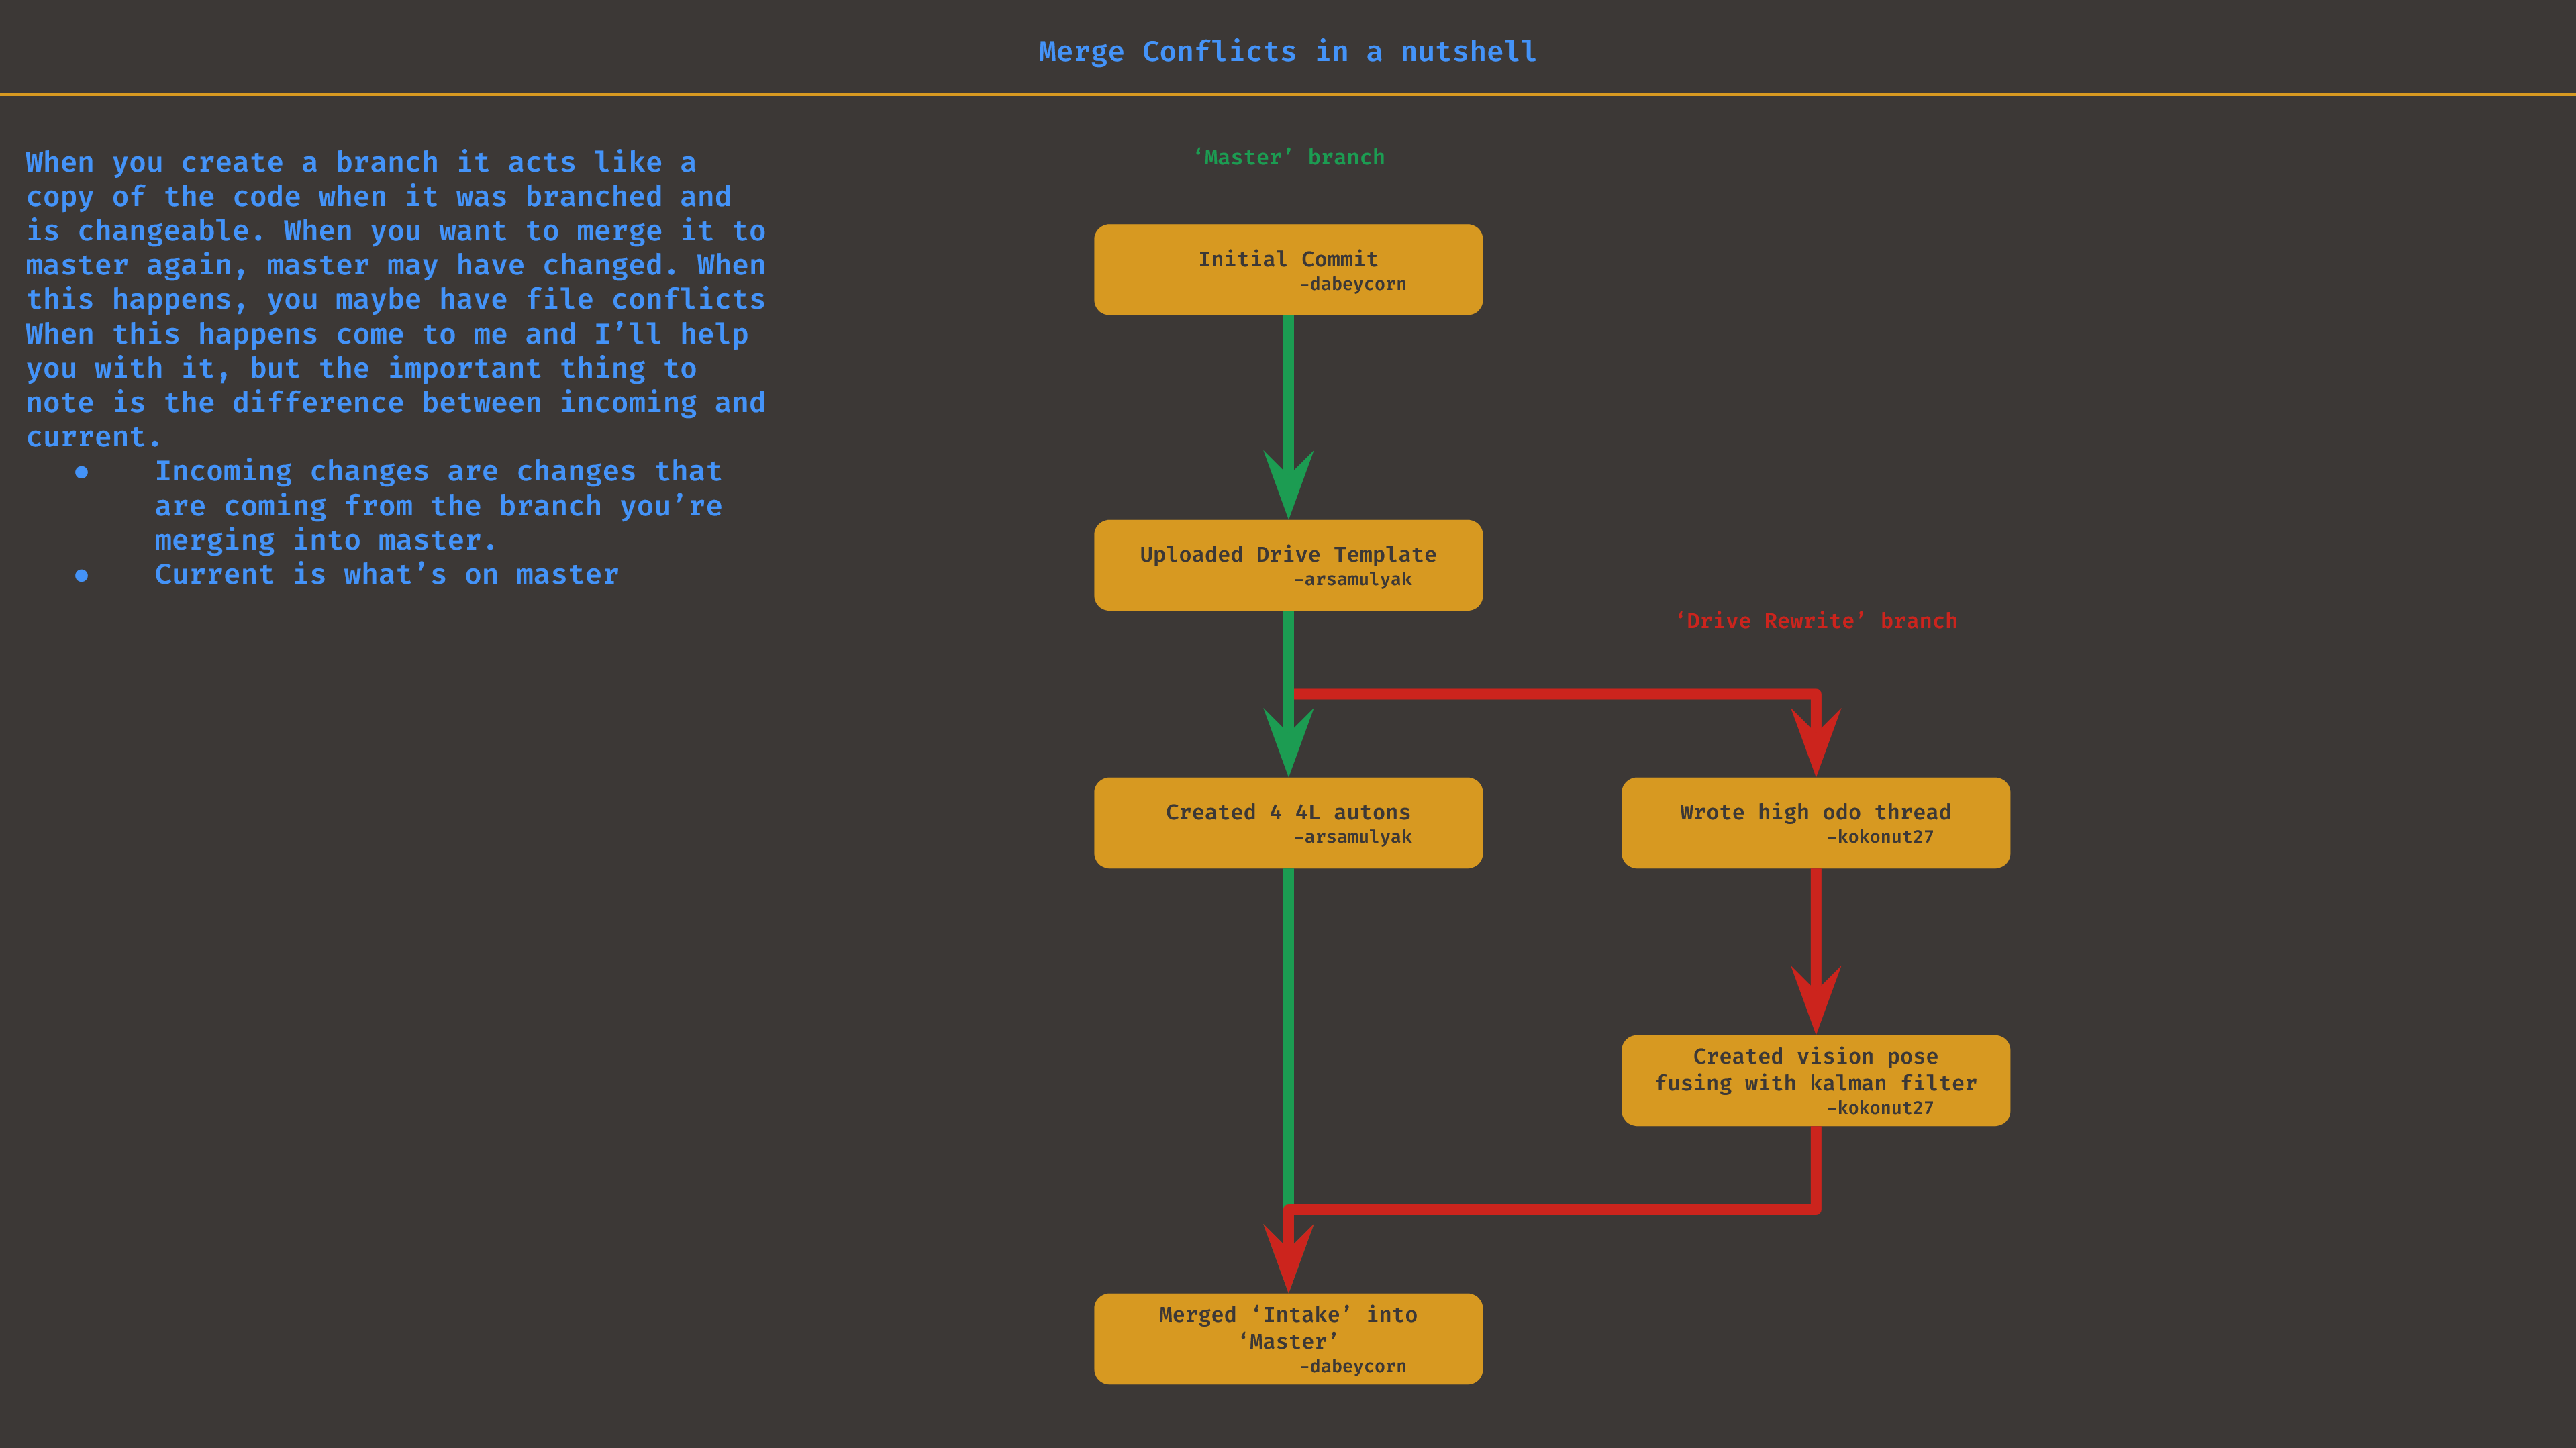 Merge Conflicts in a nutshell
When you create a branch it acts like a
copy of the code when it was branched and
is changeable. When you want to merge it to
master again, master may have changed. When
this happens, you maybe have file conflicts
When this happens come to me and I’ll help
you with it, but the important thing to
note is the difference between incoming and
current.
● Incoming changes are changes that
are coming from the branch you’re
merging into master.
● Current is what’s on master
‘Master’ branch
Initial Commit
-dabeycorn
Uploaded Drive Template
-arsamulyak
‘Drive Rewrite’ branch
Created 4 4L autons
-arsamulyak
Wrote high odo thread
-kokonut27
Created vision pose
fusing with kalman filter
-kokonut27
Merged ‘Intake’ into
‘Master’
-dabeycorn